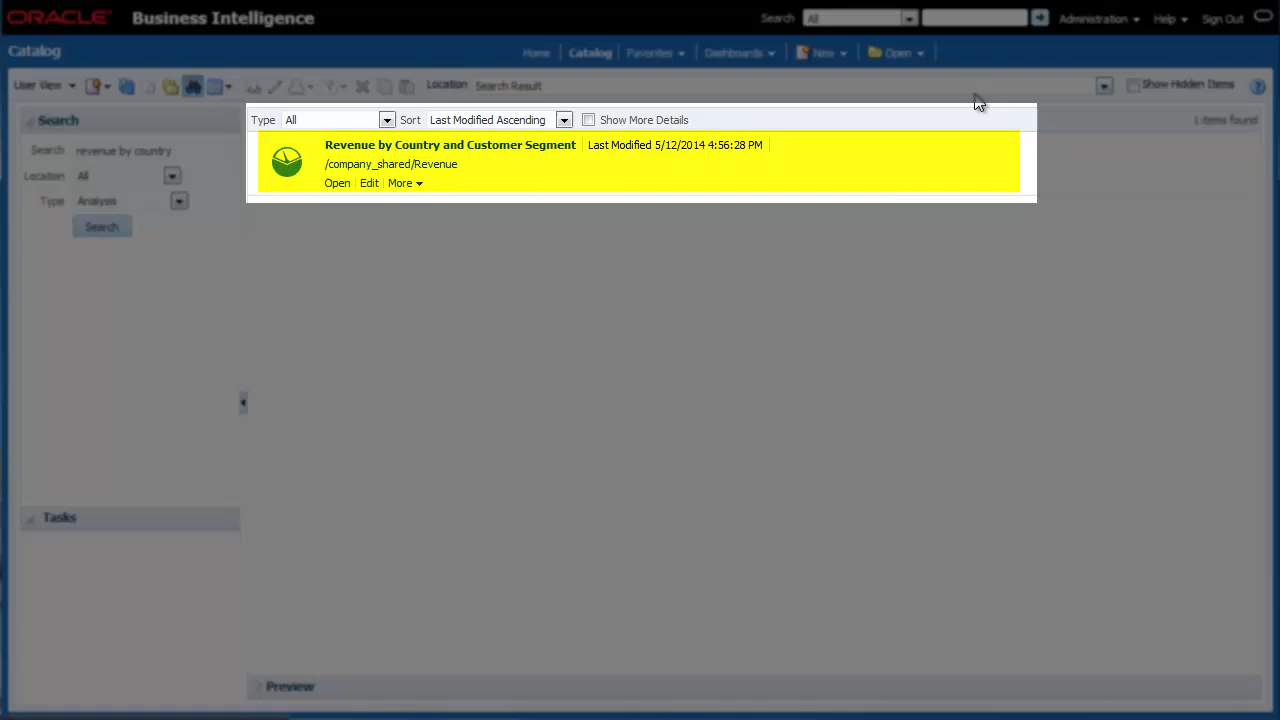 ORACLE Business Intelligence Search All Administration Help Sign Out
Catalog Home Catalog Favorites Dashboards New Open
User View Location Search Result Show Hidden Items
Search
Search revenue by country
Location All
Type Analysis
Search
Tasks
Type All Sort Last Modified Ascending Show More Details 1 items found
Revenue by Country and Customer Segment Last Modified 5/12/2014 4:56:28 PM
/company_shared/Revenue
Open Edit More
Preview